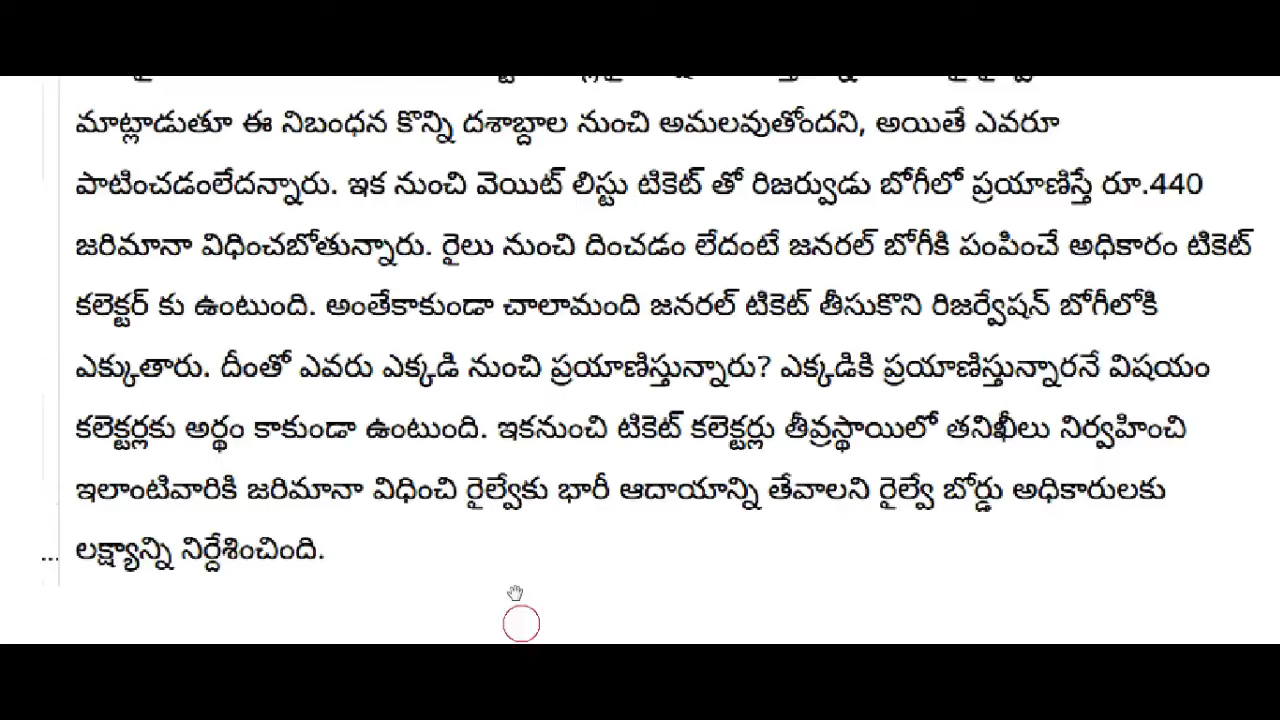 మాట్లాడుతూ ఈ నిబంధన కొన్ని దశాబ్దాల నుంచి అమలవుతోందని, అయితే ఎవరూ
పాటించడంలేదన్నారు. ఇక నుంచి వెయిట్ లిస్టు టికెట్ తో రిజర్వుడు బోగీలో ప్రయాణిస్తే రూ.440
జరిమానా విధించబోతున్నారు. రైలు నుంచి దించడం లేదంటే జనరల్ బోగీకి పంపించే అధికారం టికెట్
కలెక్టర్ కు ఉంటుంది. అంతేకాకుండా చాలామంది జనరల్ టికెట్ తీసుకొని రిజర్వేషన్ బోగీలోకి
ఎక్కుతారు. దీంతో ఎవరు ఎక్కడి నుంచి ప్రయాణిస్తున్నారు? ఎక్కడికి ప్రయాణిస్తున్నారనే విషయం
కలెక్టర్లకు అర్థం కాకుండా ఉంటుంది. ఇకనుంచి టికెట్ కలెక్టర్లు తీవ్రస్థాయిలో తనిఖీలు నిర్వహించి
ఇలాంటివారికి జరిమానా విధించి రైల్వేకు భారీ ఆదాయాన్ని తేవాలని రైల్వే బోర్డు అధికారులకు
... లక్ష్యాన్ని నిర్దేశించింది.